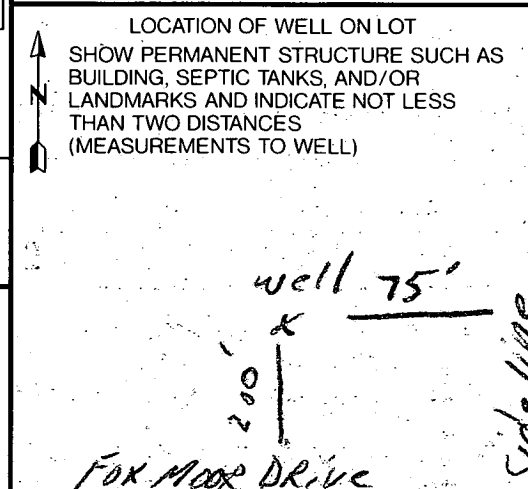 LOCATION OF WELL ON LOT
SHOW PERMANENT STRUCTURE SUCH AS
BUILDING, SEPTIC TANKS, AND/OR
N LANDMARKS AND INDICATE NOT LESS
THAN TWO DISTANCES
(MEASUREMENTS TO WELL)
well 75'
x
200'
Side line
FOX MOOR DRIVE